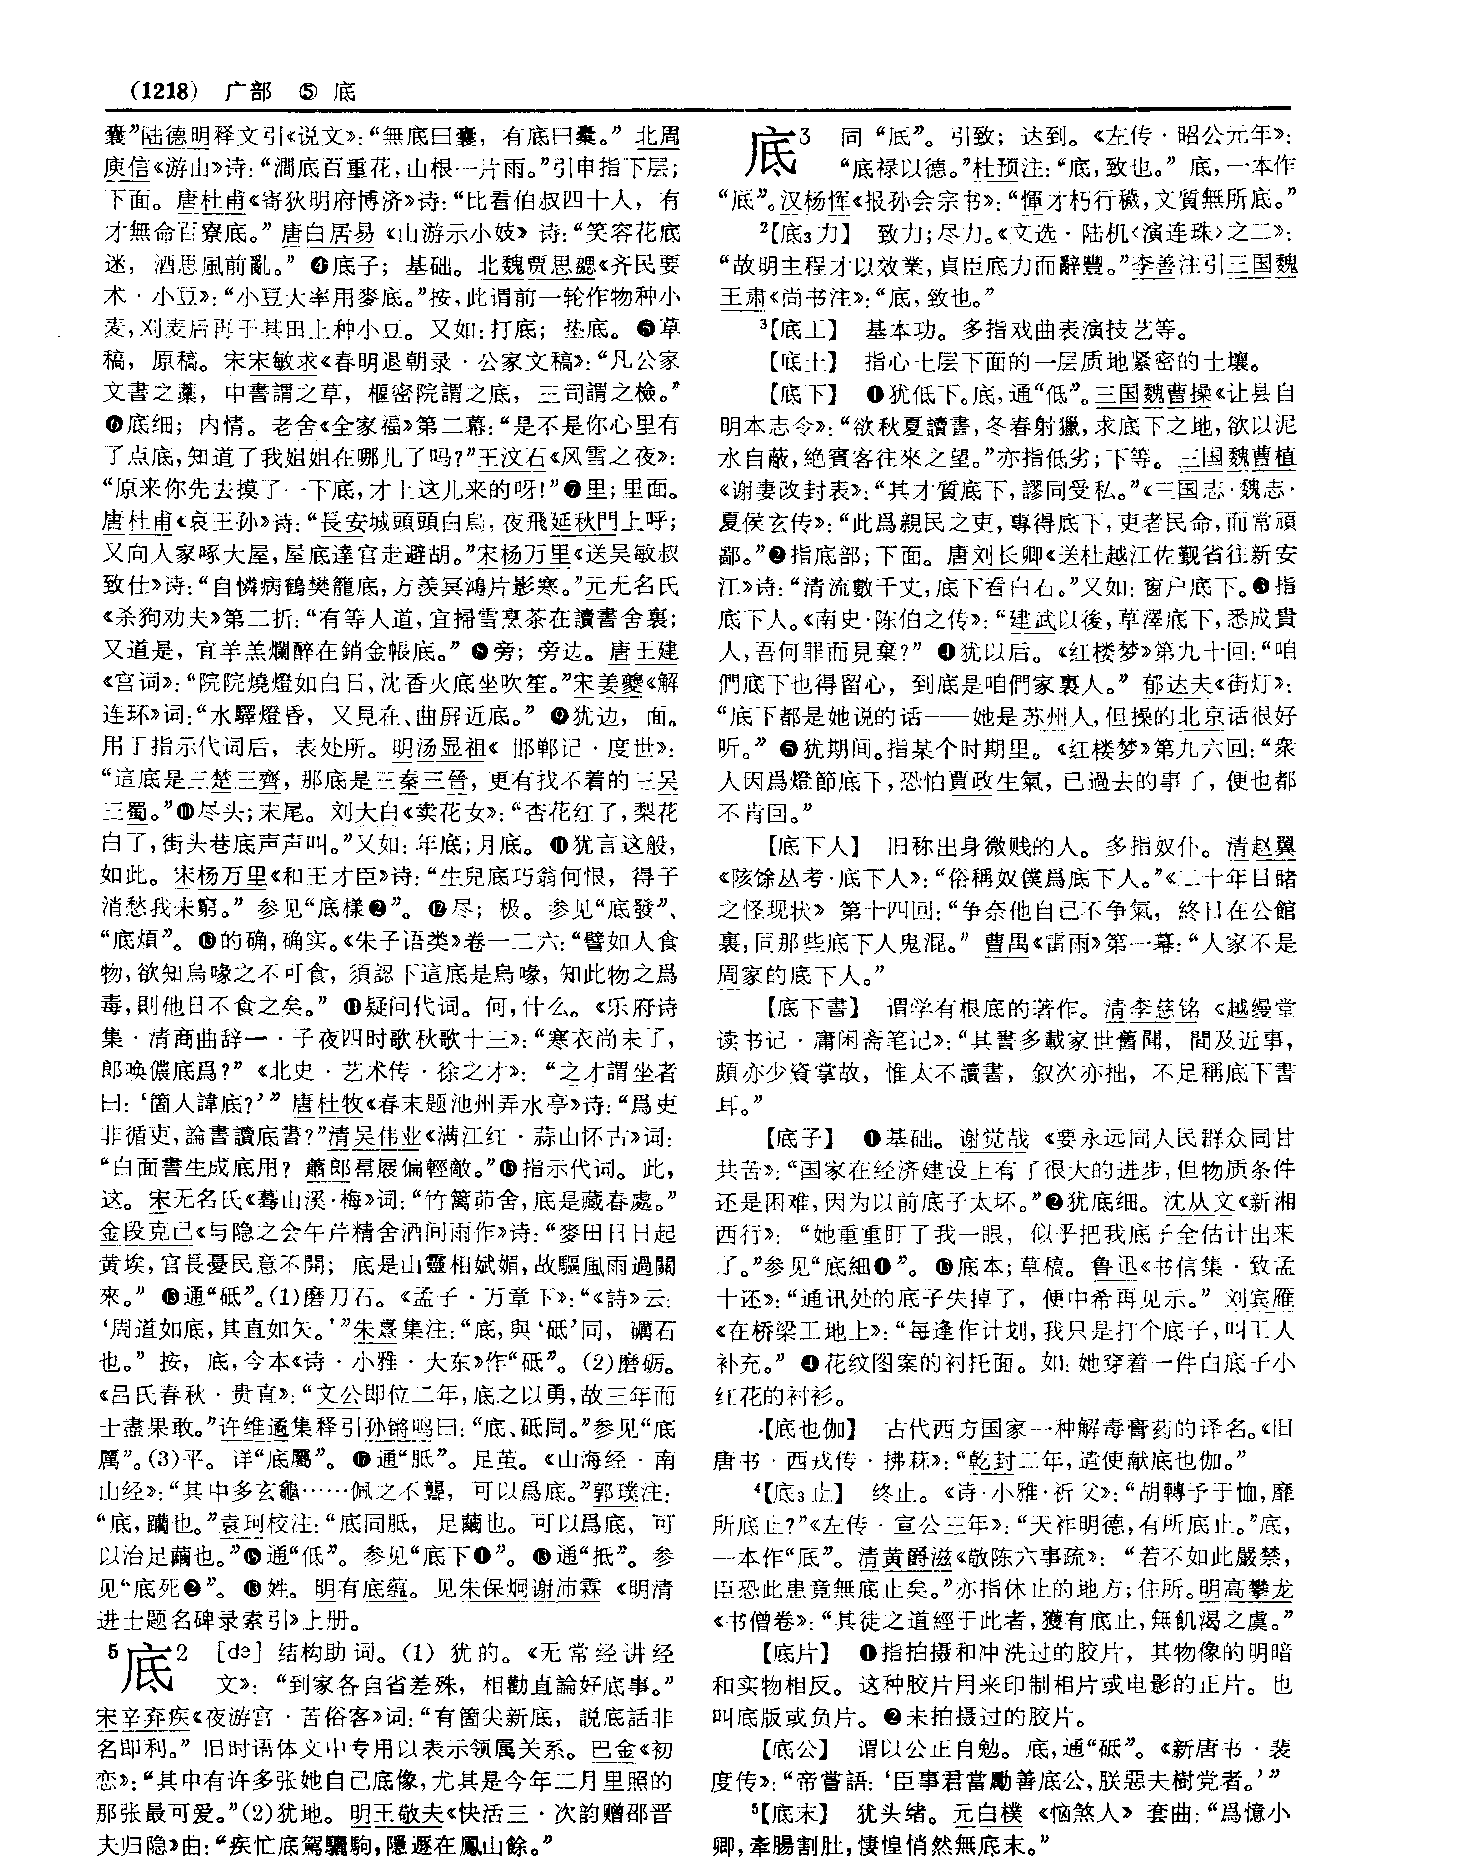 (1218) 广部 ⑤ 底
囊”陆德明释文引《说文》：“無底曰囊，有底曰橐。” 北周
庾信《游山》诗：“澗底百重花，山根一片雨。”引申指下层；
下面。唐杜甫《寄狄明府博济》诗：“比看伯叔四十人，有
才無命百寮底。” 唐白居易《山游示小妓》诗：“笑容花底
迷，酒思風前亂。” ❹底子；基础。北魏贾思勰《齐民要
术·小豆》：“小豆大率用麥底。”按，此谓前一轮作物种小
麦，刈麦后再于其田上种小豆。又如：打底；垫底。❺草
稿，原稿。宋宋敏求《春明退朝录·公家文稿》：“凡公家
文書之藁，中書謂之草，樞密院謂之底，三司謂之檢。”
❻底细；内情。老舍《全家福》第二幕：“是不是你心里有
了点底，知道了我姐姐在哪儿了吗？”王汶石《风雪之夜》：
“原来你先去摸了一下底，才上这儿来的呀！”❼里；里面。
唐杜甫《哀王孙》诗：“長安城頭頭白烏，夜飛延秋門上呼；
又向人家啄大屋，屋底達官走避胡。”宋杨万里《送吴敏叔
致仕》诗：“自憐病鶴樊籠底，方羡冥鴻片影寒。”元无名氏
《杀狗劝夫》第二折：“有等人道，宜掃雪烹茶在讀書舍裏；
又道是，宜羊羔爛醉在銷金帳底。” ❽旁；旁边。唐王建
《宫词》：“院院燒燈如白日，沈香火底坐吹笙。”宋姜夔《解
连环》词：“水驛燈昏，又見在、曲屏近底。” ❾犹边，面。
用于指示代词后，表处所。明汤显祖《邯郸记·度世》：
“這底是三楚三齊，那底是三秦三晉，更有找不着的三吴
三蜀。”❿尽头；末尾。刘大白《卖花女》：“杏花红了，梨花
白了，街头巷底声声叫。”又如：年底；月底。⓫犹言这般，
如此。宋杨万里《和王才臣》诗：“生兒底巧翁何恨，得子
消愁我未窮。” 参见“底樣❷”。⓬尽；极。参见“底發”、
“底煩”。⓭的确，确实。《朱子语类》卷一二六：“譬如人食
物，欲知烏喙之不可食，須認下這底是烏喙，知此物之爲
毒，則他日不食之矣。” ⓮疑问代词。何，什么。《乐府诗
集·清商曲辞一·子夜四时歌秋歌十三》：“寒衣尚未了，
郎唤儂底爲？” 《北史·艺术传·徐之才》：“之才謂坐者
曰：‘箇人諱底？’” 唐杜牧《春末题池州弄水亭》诗：“爲吏
非循吏，論書讀底書？”清吴伟业《满江红·蒜山怀古》词：
“白面書生成底用？蕭郎帬屐偏輕敵。”⓯指示代词。此，
这。宋无名氏《蓦山溪·梅》词：“竹籬茆舍，底是藏春處。”
金段克己《与隐之会午芹精舍酒间雨作》诗：“麥田日日起
黄埃，官長憂民意不開；底是山靈相娬媚，故驅風雨過關
來。” ⓰通“砥”。(1)磨刀石。《孟子·万章下》：“《詩》云：
‘周道如底，其直如矢。’”朱熹集注：“底，與‘砥’同，礪石
也。” 按，底，今本《诗·小雅·大东》作“砥”。(2)磨砺。
《吕氏春秋·贵直》：“文公即位二年，底之以勇，故三年而
士盡果敢。”许维遹集释引孙锵鸣曰：“底、砥同。”参见“底
厲”。(3)平。详“底屬”。⓱通“胝”。足茧。《山海经·南
山经》：“其中多玄龜……佩之不聾，可以爲底。”郭璞注：
“底，躪也。”袁珂校注：“底同胝，足繭也。可以爲底，可
以治足繭也。”⓲通“低”。参见“底下❶”。⓳通“抵”。参
见“底死❷”。⓴姓。明有底蕴。见朱保炯谢沛霖《明清
进士题名碑录索引》上册。
5底2 [de] 结构助词。(1) 犹的。《无常经讲经
文》：“到家各自省差殊，相勸直論好底事。”
宋辛弃疾《夜游宫·苦俗客》词：“有箇尖新底，説底話非
名即利。” 旧时语体文中专用以表示领属关系。巴金《初
恋》：“其中有许多张她自己底像，尤其是今年二月里照的
那张最可爱。”(2)犹地。明王敬夫《快活三·次韵赠邵晋
夫归隐》曲：“疾忙底駕驪駒，隱遯在鳳山餘。”
底3 同“厎”。引致；达到。《左传·昭公元年》：
“底禄以德。”杜预注：“底，致也。” 底，一本作
“厎”。汉杨恽《报孙会宗书》：“惲才朽行穢，文質無所底。”
2【底3力】 致力；尽力。《文选·陆机〈演连珠〉之二》：
“故明主程才以效業，貞臣底力而辭豐。”李善注引三国魏
王肃《尚书注》：“底，致也。”
3【底工】 基本功。多指戏曲表演技艺等。
【底土】 指心土层下面的一层质地紧密的土壤。
【底下】 ❶犹低下。底，通“低”。三国魏曹操《让县自
明本志令》：“欲秋夏讀書，冬春射獵，求底下之地，欲以泥
水自蔽，絶賓客往來之望。”亦指低劣；下等。三国魏曹植
《谢妻改封表》：“其才質底下，謬同受私。”《三国志·魏志·
夏侯玄传》：“此爲親民之吏，專得底下，吏者民命，而常頑
鄙。”❷指底部；下面。唐刘长卿《送杜越江佐觐省往新安
江》诗：“清流數千丈，底下看白石。”又如：窗户底下。❸指
底下人。《南史·陈伯之传》：“建武以後，草澤底下，悉成貴
人，吾何罪而見棄？” ❹犹以后。《红楼梦》第九十回：“咱
們底下也得留心，到底是咱們家裏人。” 郁达夫《街灯》：
“底下都是她说的话——她是苏州人，但操的北京话很好
听。” ❺犹期间。指某个时期里。《红楼梦》第九六回：“衆
人因爲燈節底下，恐怕賈政生氣，已過去的事了，便也都
不肯回。”
【底下人】 旧称出身微贱的人。多指奴仆。清赵翼
《陔馀丛考·底下人》：“俗稱奴僕爲底下人。”《二十年目睹
之怪现状》第十四回：“争奈他自己不争氣，終日在公館
裏，同那些底下人鬼混。” 曹禺《雷雨》第一幕：“人家不是
周家的底下人。”
【底下書】 谓学有根底的著作。清李慈铭《越缦堂
读书记·庸闲斋笔记》：“其書多載家世舊聞，間及近事，
頗亦少資掌故，惟太不讀書，叙次亦拙，不足稱底下書
耳。”
【底子】 ❶基础。谢觉哉《要永远同人民群众同甘
共苦》：“国家在经济建设上有了很大的进步，但物质条件
还是困难，因为以前底子太坏。”❷犹底细。沈从文《新湘
西行》：“她重重盯了我一眼，似乎把我底子全估计出来
了。”参见“底細❶”。❸底本；草稿。鲁迅《书信集·致孟
十还》：“通讯处的底子失掉了，便中希再见示。” 刘宾雁
《在桥梁工地上》：“每逢作计划，我只是打个底子，叫工人
补充。” ❹花纹图案的衬托面。如：她穿着一件白底子小
红花的衬衫。
【底也伽】 古代西方国家一种解毒膏药的译名。《旧
唐书·西戎传·拂菻》：“乾封二年，遣使献底也伽。”
4【底3止】 终止。《诗·小雅·祈父》：“胡轉予于恤，靡
所底止？”《左传·宣公三年》：“天祚明德，有所底止。”底，
一本作“厎”。清黄爵滋《敬陈六事疏》：“若不如此嚴禁，
臣恐此患竟無底止矣。”亦指休止的地方；住所。明高攀龙
《书僧卷》：“其徒之道經于此者，獲有底止，無飢渴之虞。”
【底片】 ❶指拍摄和冲洗过的胶片，其物像的明暗
和实物相反。这种胶片用来印制相片或电影的正片。也
叫底版或负片。❷未拍摄过的胶片。
【底公】 谓以公正自勉。底，通“砥”。《新唐书·裴
度传》：“帝嘗語：‘臣事君當勵善底公，朕惡夫樹党者。’”
5【底末】 犹头绪。元白樸《恼煞人》套曲：“爲憶小
卿，牽腸割肚，悽惶悄然無底末。”